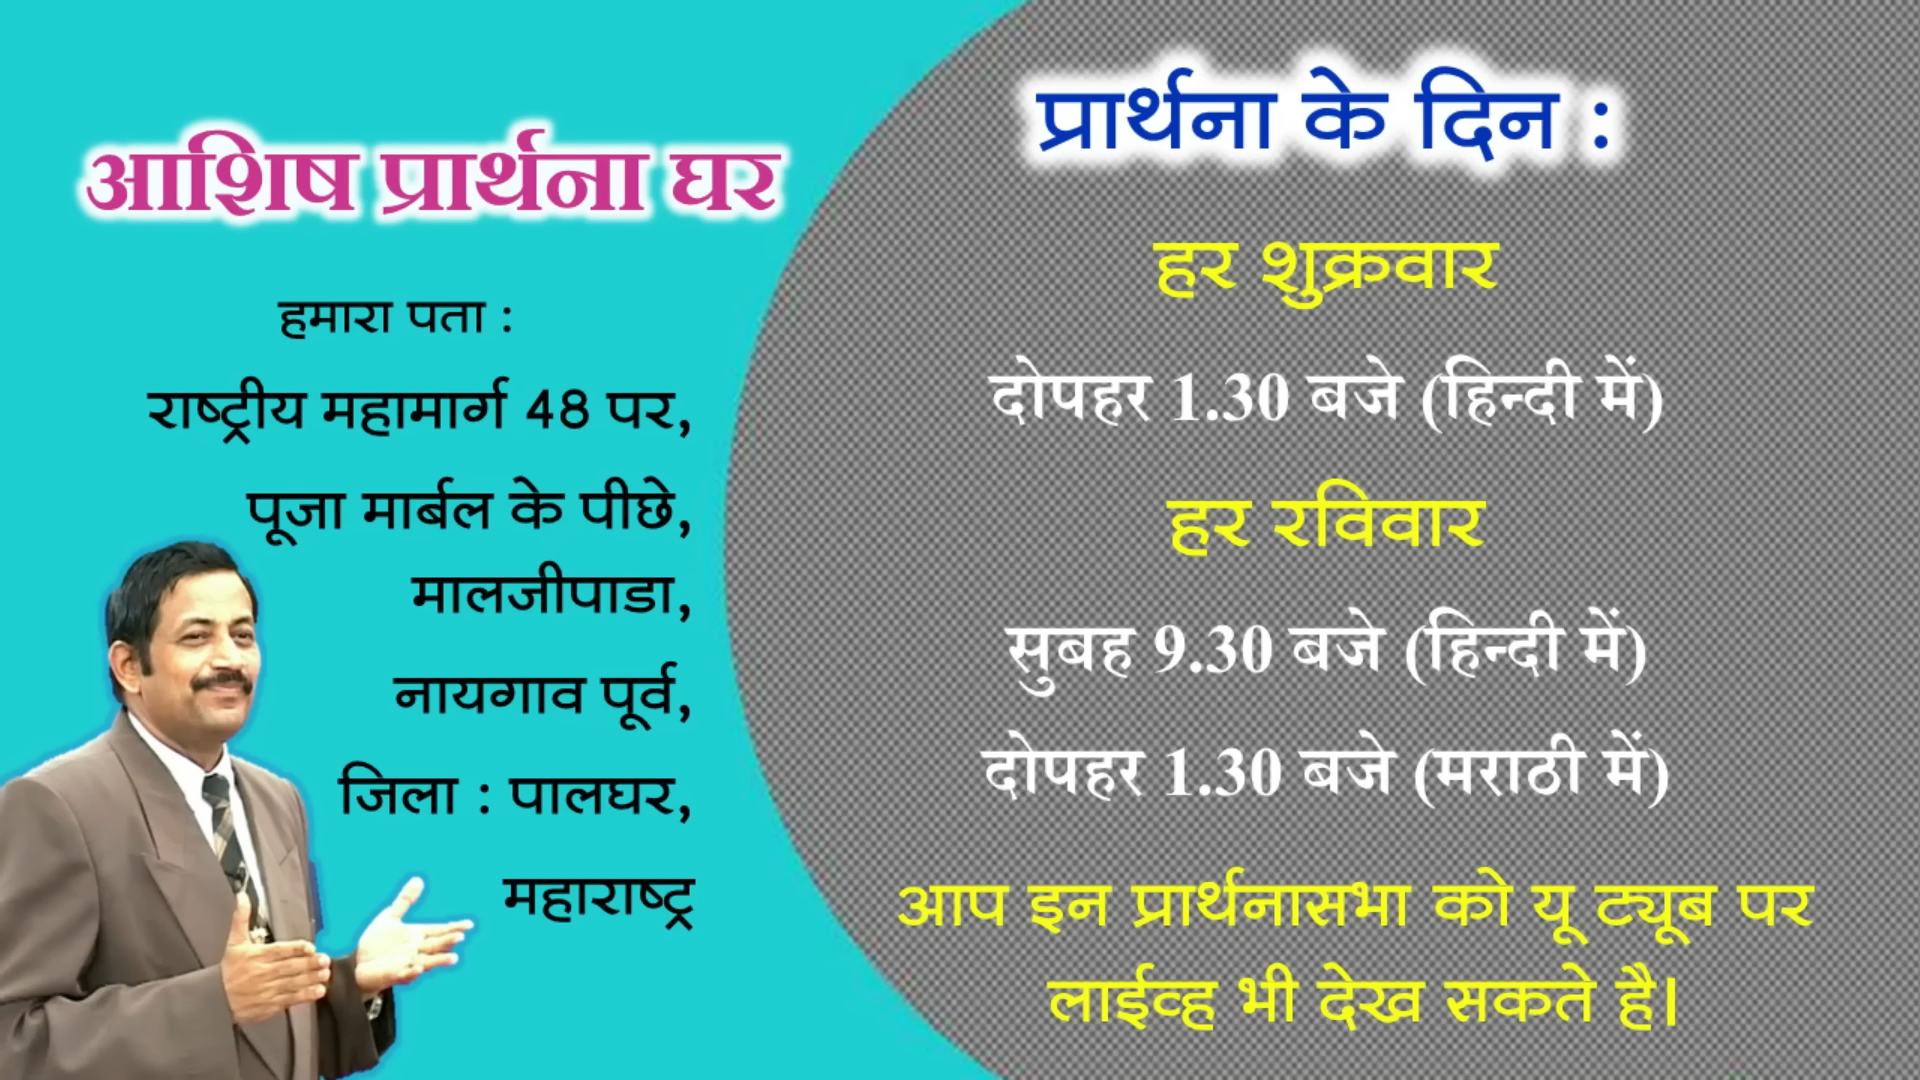 आशिष प्रार्थना घर
हमारा पता :
राष्ट्रीय महामार्ग 48 पर,
पूजा मार्बल के पीछे,
मालजीपाडा,
नायगाव पूर्व,
जिला : पालघर,
महाराष्ट्र
प्रार्थना के दिन :
हर शुक्रवार
दोपहर 1.30 बजे (हिन्दी में)
हर रविवार
सुबह 9.30 बजे (हिन्दी में)
दोपहर 1.30 बजे (मराठी में)
आप इन प्रार्थनासभा को यू ट्यूब पर
लाईव्ह भी देख सकते है।